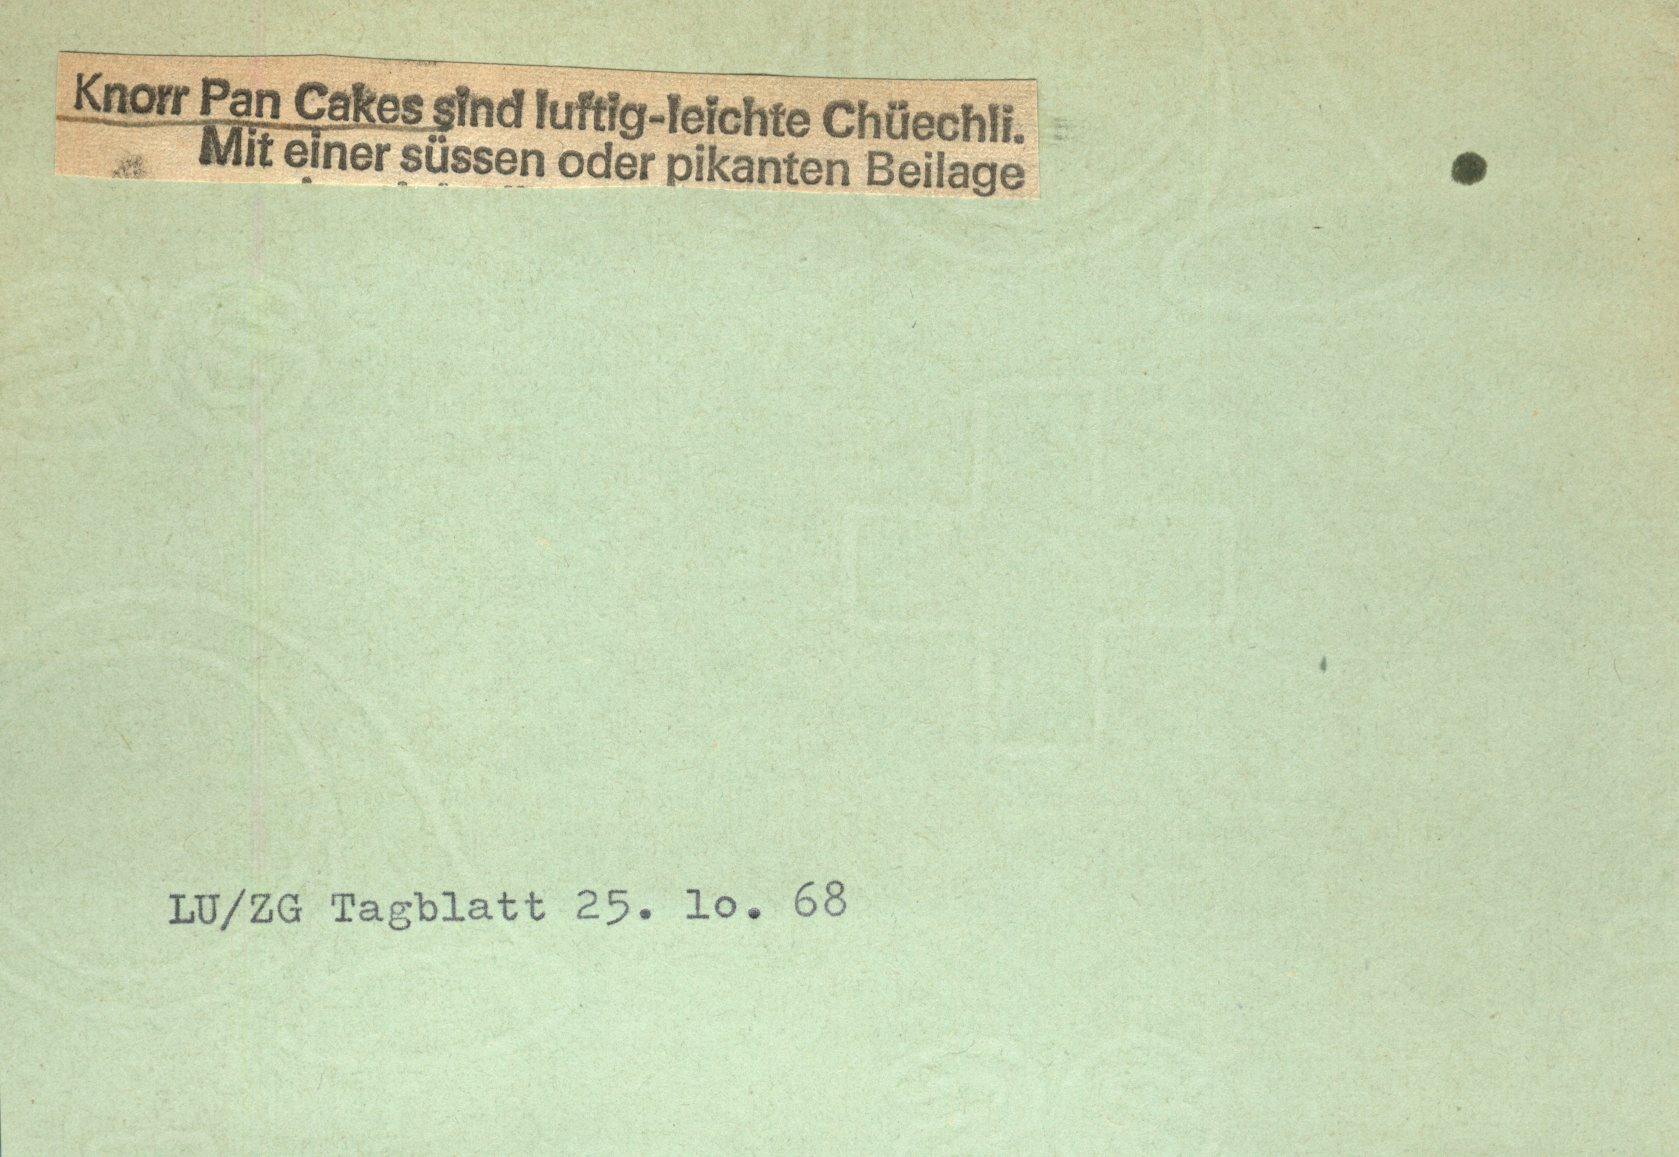 Knorr Pan Cakes sind luftig-leichte Chüechli.
Mit einer süssen oder pikanten Beilage
LU/ZG Tagblatt 25. lo. 68